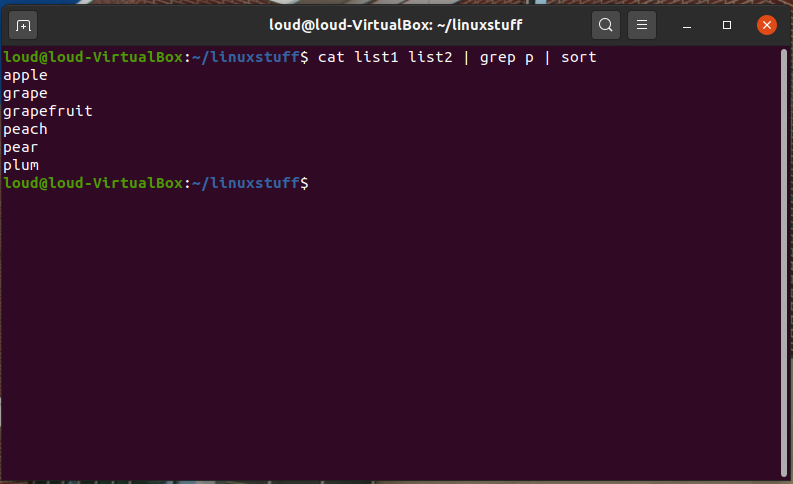 loud@loud-VirtualBox: ~/linuxstuff
loud@loud-VirtualBox:~/linuxstuff$ cat list1 list2 | grep p | sort
apple
grape
grapefruit
peach
pear
plum
loud@loud-VirtualBox:~/linuxstuff$